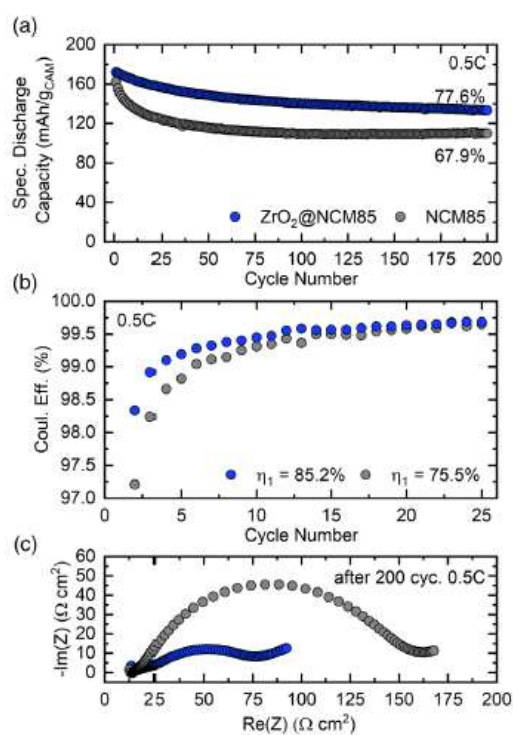 (a)
200
160
120
80
40
0
Spec. Discharge
Capacity (mAh/gCAM)
0.5C
77.6%
67.9%
ZrO2@NCM85 NCM85
0 25 50 75 100 125 150 175 200
Cycle Number
(b)
100.0
99.5
99.0
98.5
98.0
97.5
97.0
Coul. Eff. (%)
0.5C
η1 = 85.2% η1 = 75.5%
0 5 10 15 20 25
Cycle Number
(c)
60
50
40
30
20
10
0
-Im(Z) (Ω cm²)
after 200 cyc. 0.5C
0 25 50 75 100 125 150 175 200
Re(Z) (Ω cm²)